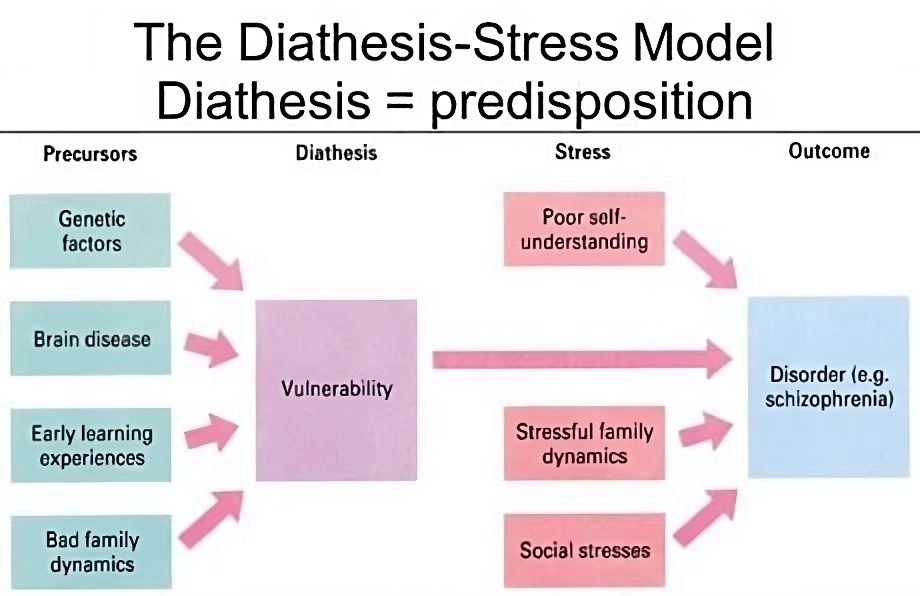 The Diathesis-Stress Model
Diathesis = predisposition
Precursors
Diathesis
Stress
Outcome
Genetic
factors
Brain disease
Early learning
experiences
Bad family
dynamics
Vulnerability
Poor self-
understanding
Stressful family
dynamics
Social stresses
Disorder (e.g.
schizophrenia)